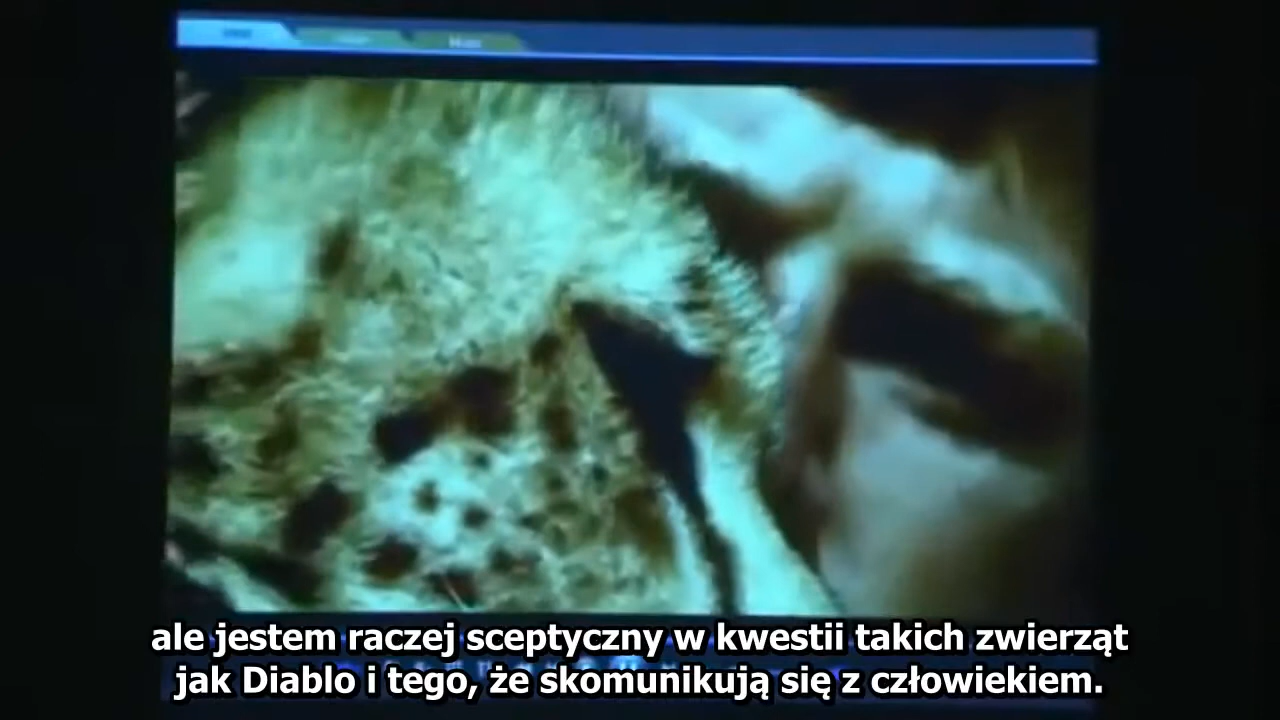 ale jestem raczej sceptyczny w kwestii takich zwierząt
jak Diablo i tego, że skomunikują się z człowiekiem.